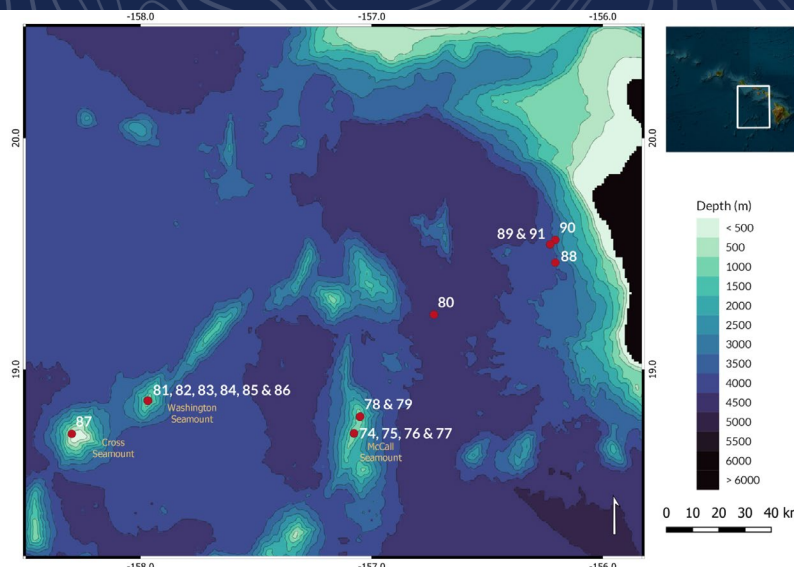 -158.0
-157.0
-156.0
20.0
20.0
90
89 & 91
88
80
19.0
19.0
81, 82, 83, 84, 85 & 86
Washington
Seamount
78 & 79
87
74, 75, 76 & 77
Cross
Seamount
McCall
Seamount
-158.0
-157.0
-156.0
Depth (m)
< 500
500
1000
1500
2000
2500
3000
3500
4000
4500
5000
5500
6000
> 6000
0 10 20 30 40 km